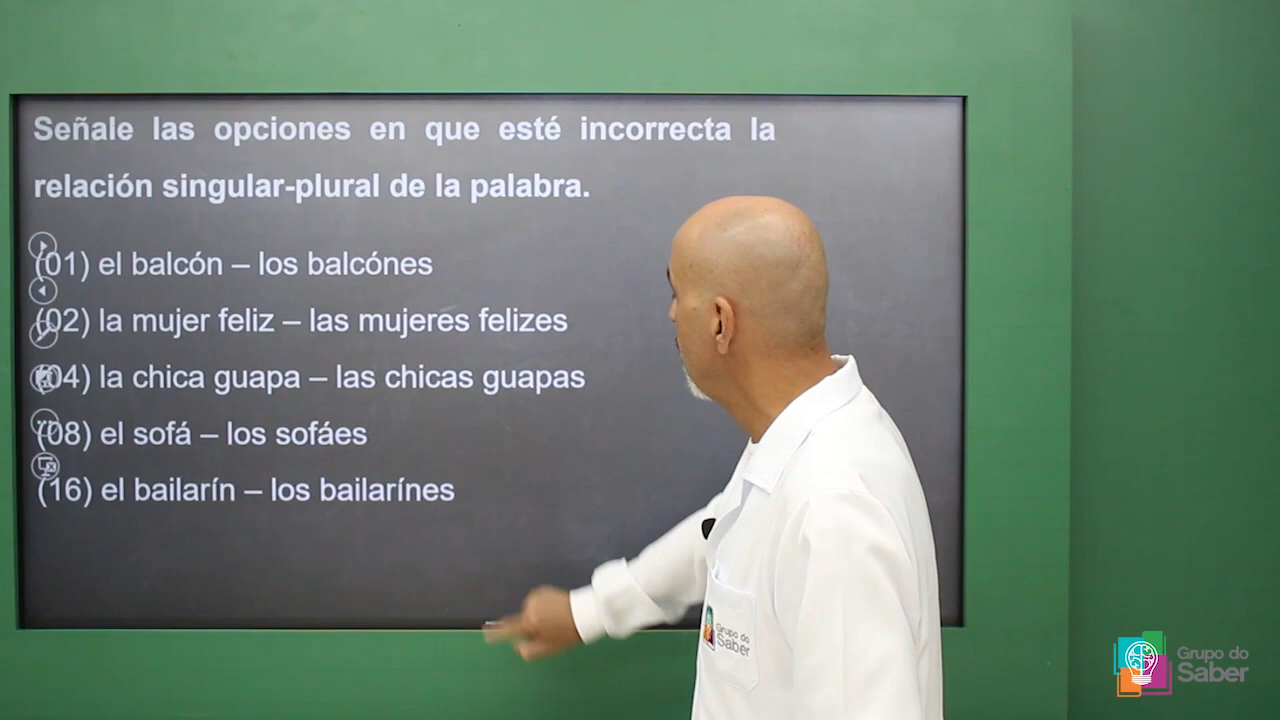 Señale las opciones en que esté incorrecta la
relación singular-plural de la palabra.
(01) el balcón – los balcónes
(02) la mujer feliz – las mujeres felizes
(04) la chica guapa – las chicas guapas
(08) el sofá – los sofáes
(16) el bailarín – los bailarínes
Grupo do
Saber
Grupo do
Saber